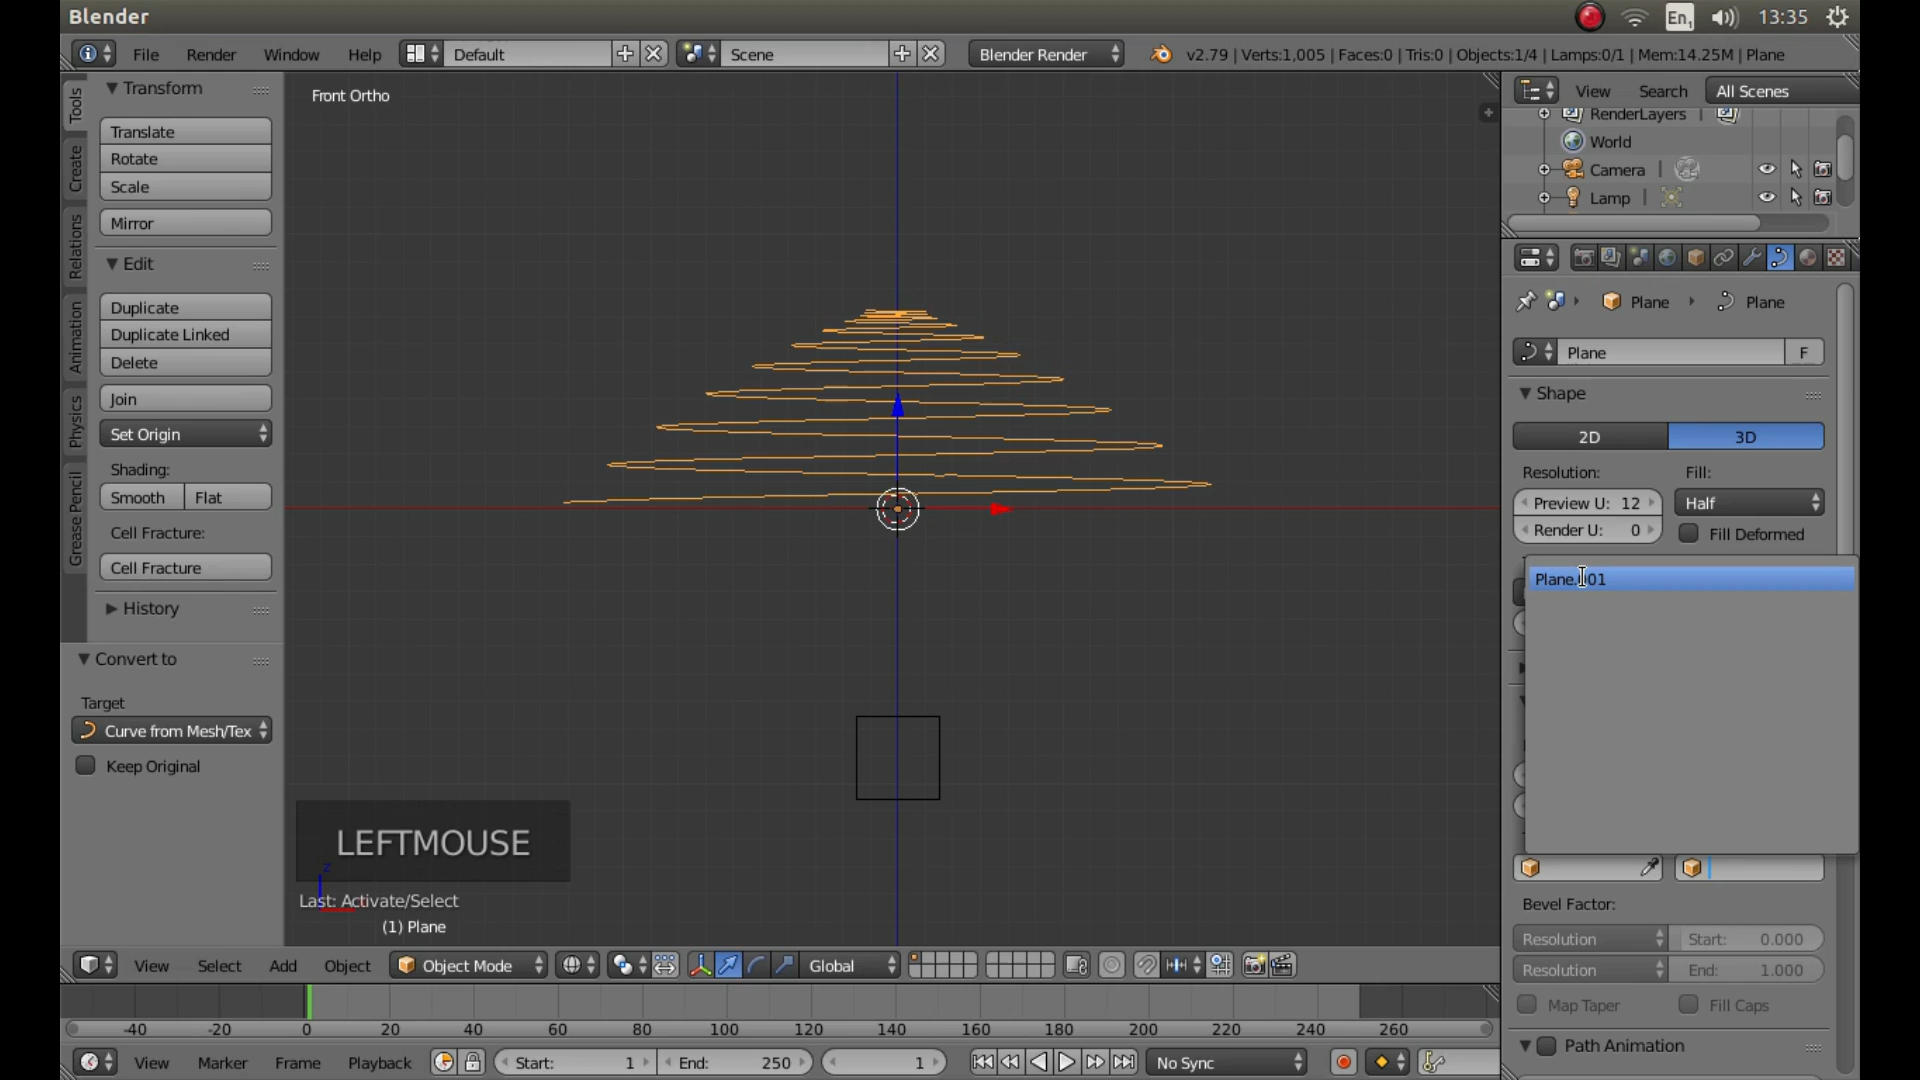 Blender
En1
13:35
File Render Window Help Default Scene Blender Render v2.79 | Verts:1,005 | Faces:0 | Tris:0 | Objects:1/4 | Lamps:0/1 | Mem:14.25M | Plane
Tools
Create
Relations
Animation
Physics
Grease Pencil
Transform
Translate
Rotate
Scale
Mirror
Edit
Duplicate
Duplicate Linked
Delete
Join
Set Origin
Shading:
Smooth Flat
Cell Fracture:
Cell Fracture
History
Convert to
Target
Curve from Mesh/Tex
Keep Original
Front Ortho
LEFTMOUSE
z
Last: Activate/Select
(1) Plane
View Search All Scenes
RenderLayers
World
Camera
Lamp
Plane Plane
Plane F
Shape
2D 3D
Resolution: Fill:
Preview U: 12 Half
Render U: 0 Fill Deformed
Plane.001
Bevel Factor:
Resolution Start: 0.000
Resolution End: 1.000
Map Taper Fill Caps
Path Animation
View Select Add Object Object Mode Global
-40 -20 0 20 40 60 80 100 120 140 160 180 200 220 240 260
View Marker Frame Playback Start: 1 End: 250 1 No Sync